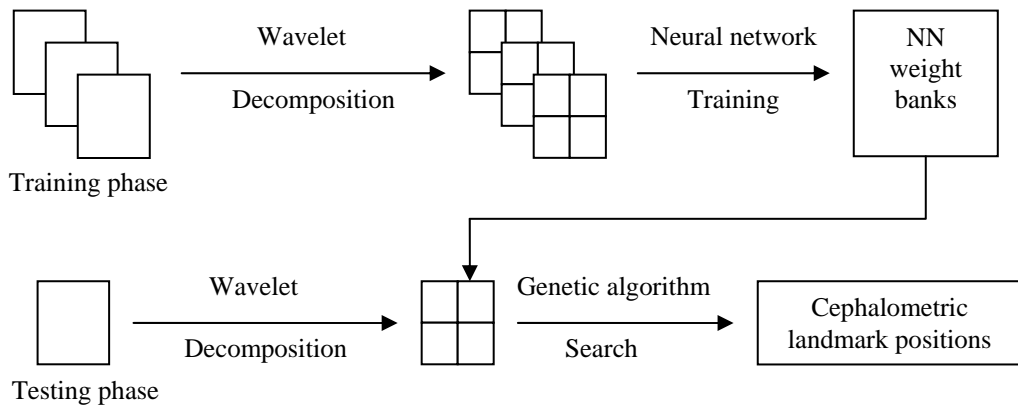 Wavelet
Decomposition
Neural network
Training
NN
weight
banks
Training phase
Wavelet
Decomposition
Genetic algorithm
Search
Cephalometric
landmark positions
Testing phase